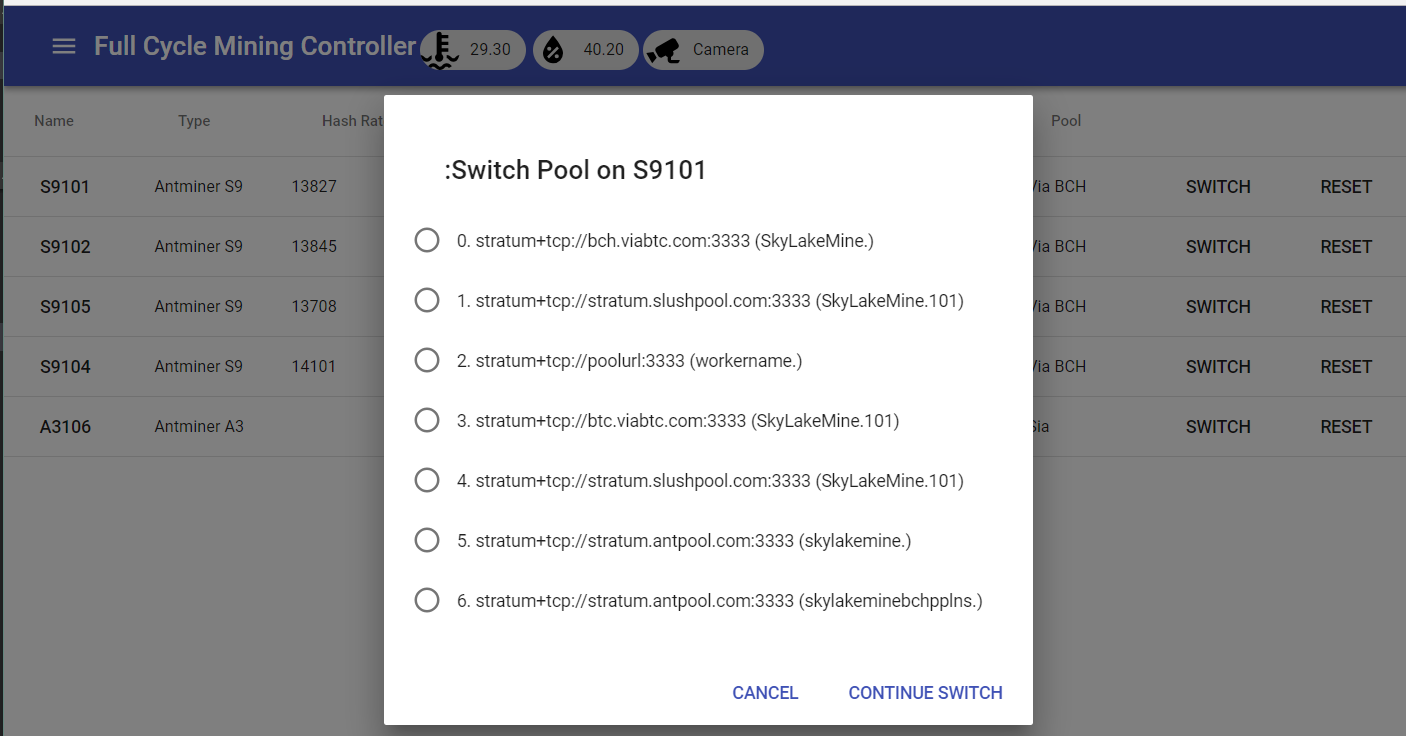 Full Cycle Mining Controller 29.30 40.20 Camera
Name Type Hash Rat Pool
:Switch Pool on S9101
S9101 Antminer S9 13827 Via BCH SWITCH RESET
0. stratum+tcp://bch.viabtc.com:3333 (SkyLakeMine.)
S9102 Antminer S9 13845 Via BCH SWITCH RESET
1. stratum+tcp://stratum.slushpool.com:3333 (SkyLakeMine.101)
S9105 Antminer S9 13708 Via BCH SWITCH RESET
2. stratum+tcp://poolurl:3333 (workername.)
S9104 Antminer S9 14101 Via BCH SWITCH RESET
3. stratum+tcp://btc.viabtc.com:3333 (SkyLakeMine.101)
A3106 Antminer A3 Sia SWITCH RESET
4. stratum+tcp://stratum.slushpool.com:3333 (SkyLakeMine.101)
5. stratum+tcp://stratum.antpool.com:3333 (skylakemine.)
6. stratum+tcp://stratum.antpool.com:3333 (skylakeminebchpplns.)
CANCEL CONTINUE SWITCH